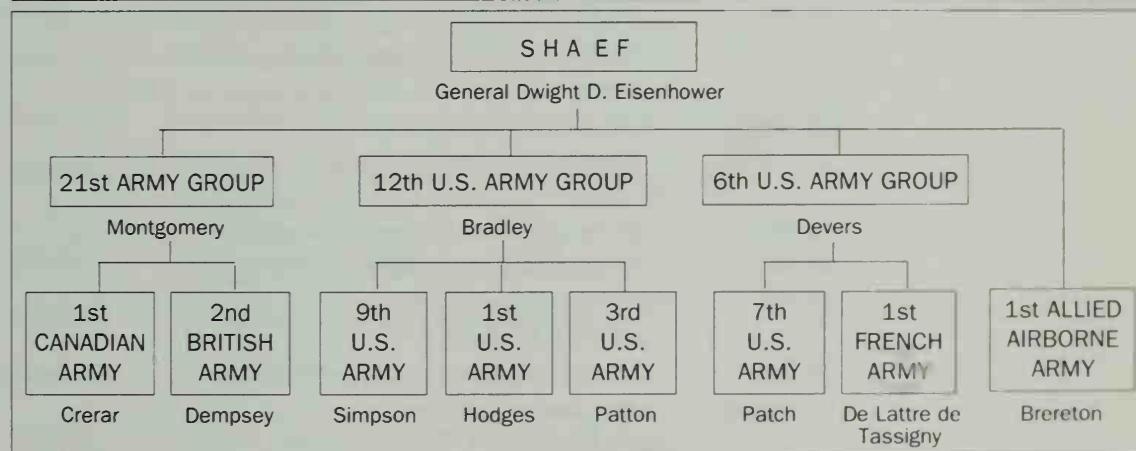 SHAEF
General Dwight D. Eisenhower
21st ARMY GROUP
Montgomery
12th U.S. ARMY GROUP
Bradley
6th U.S. ARMY GROUP
Devers
1st
CANADIAN
ARMY
Crerar
2nd
BRITISH
ARMY
Dempsey
9th
U.S.
ARMY
Simpson
1st
U.S.
ARMY
Hodges
3rd
U.S.
ARMY
Patton
7th
U.S.
ARMY
Patch
1st
FRENCH
ARMY
De Lattre de
Tassigny
1st ALLIED
AIRBORNE
ARMY
Brereton